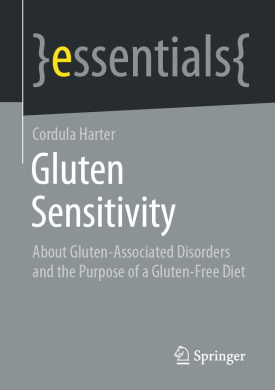 }essentials{
Cordula Harter
Gluten
Sensitivity
About Gluten-Associated Disorders
and the Purpose of a Gluten-Free Diet
Springer